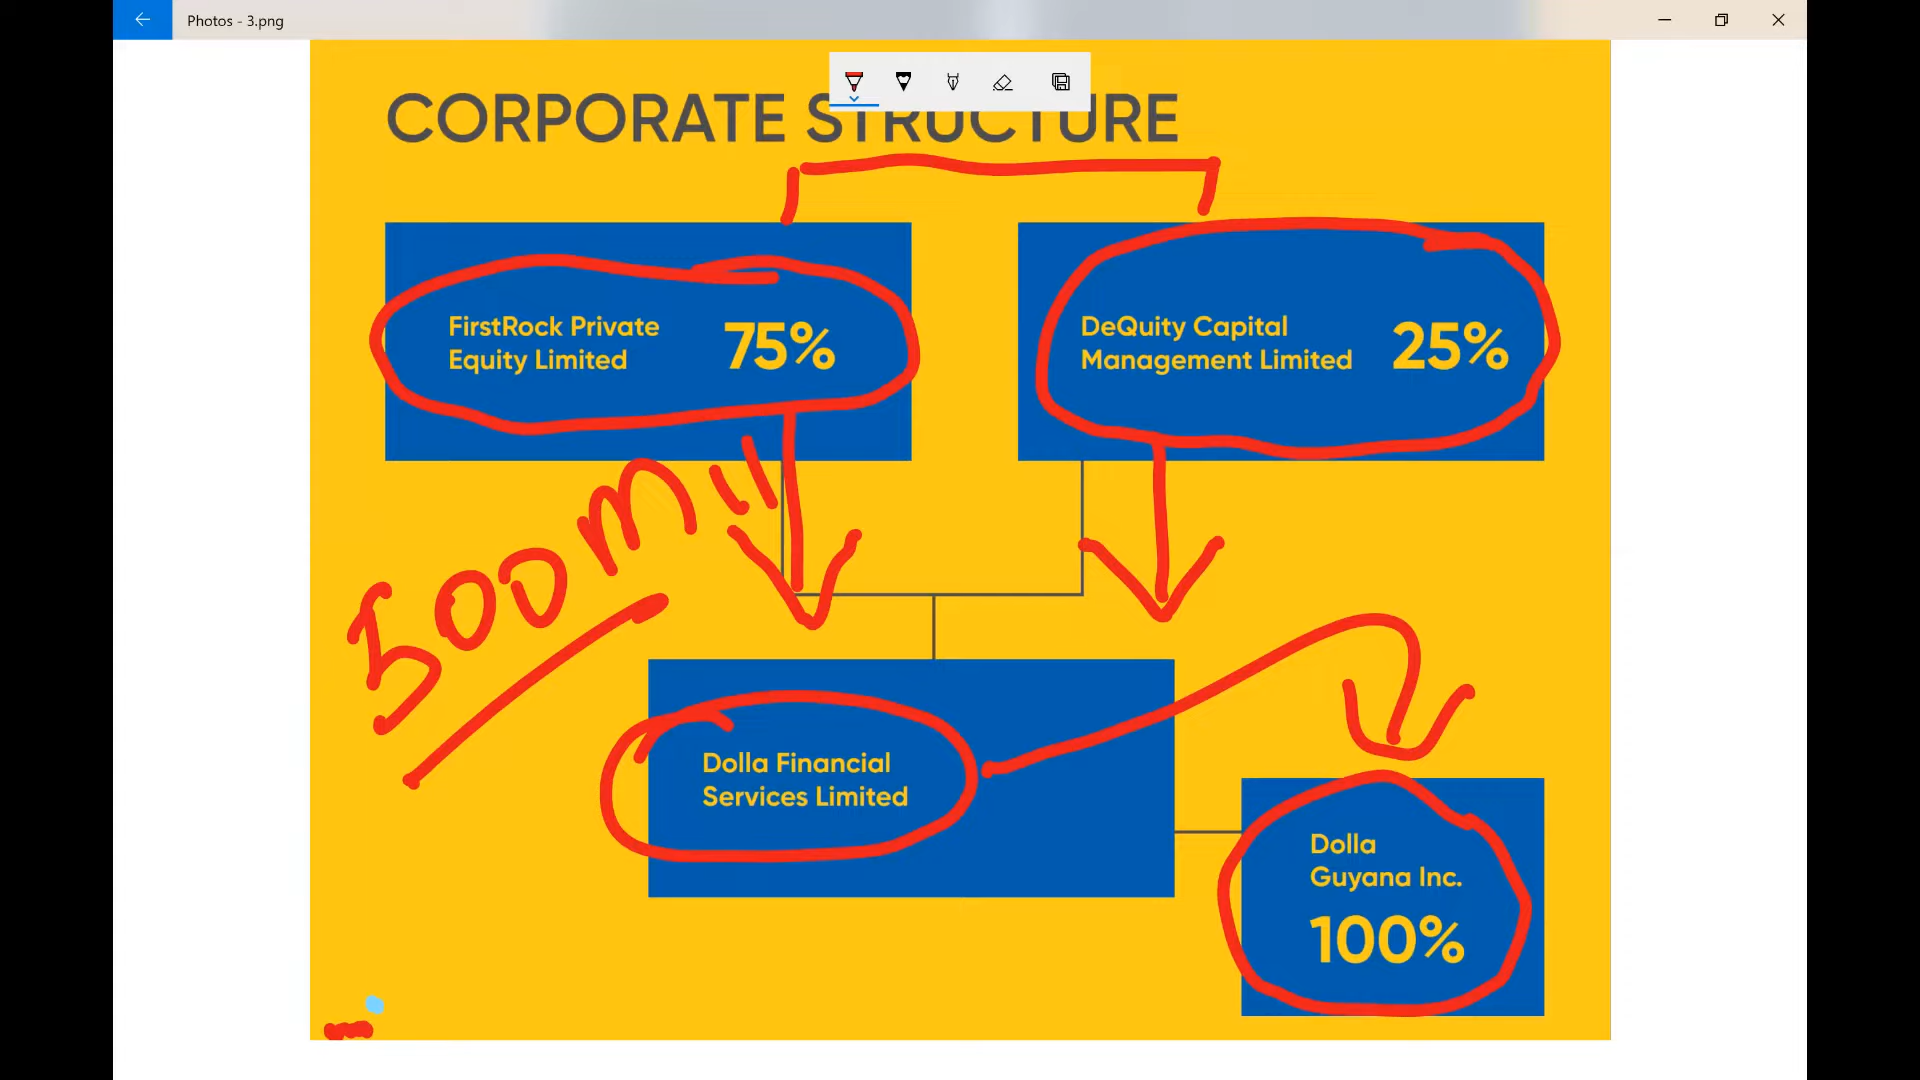 Photos - 3.png
CORPORATE STRUCTURE
FirstRock Private
Equity Limited
75%
DeQuity Capital
Management Limited
25%
500Mil
Dolla Financial
Services Limited
Dolla
Guyana Inc.
100%